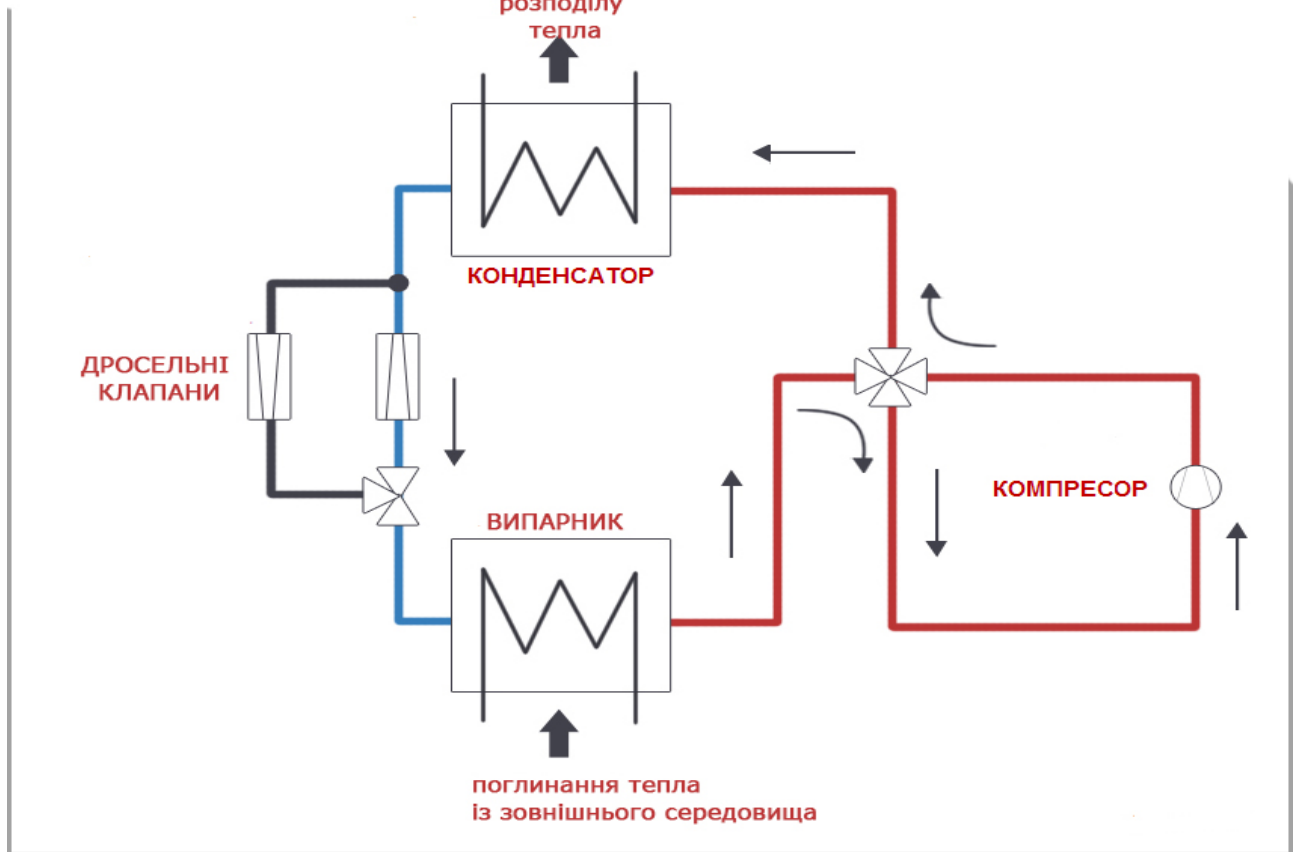 розподілу
тепла
КОНДЕНСАТОР
ДРОСЕЛЬНІ
КЛАПАНИ
КОМПРЕСОР
ВИПАРНИК
поглинання тепла
із зовнішнього середовища